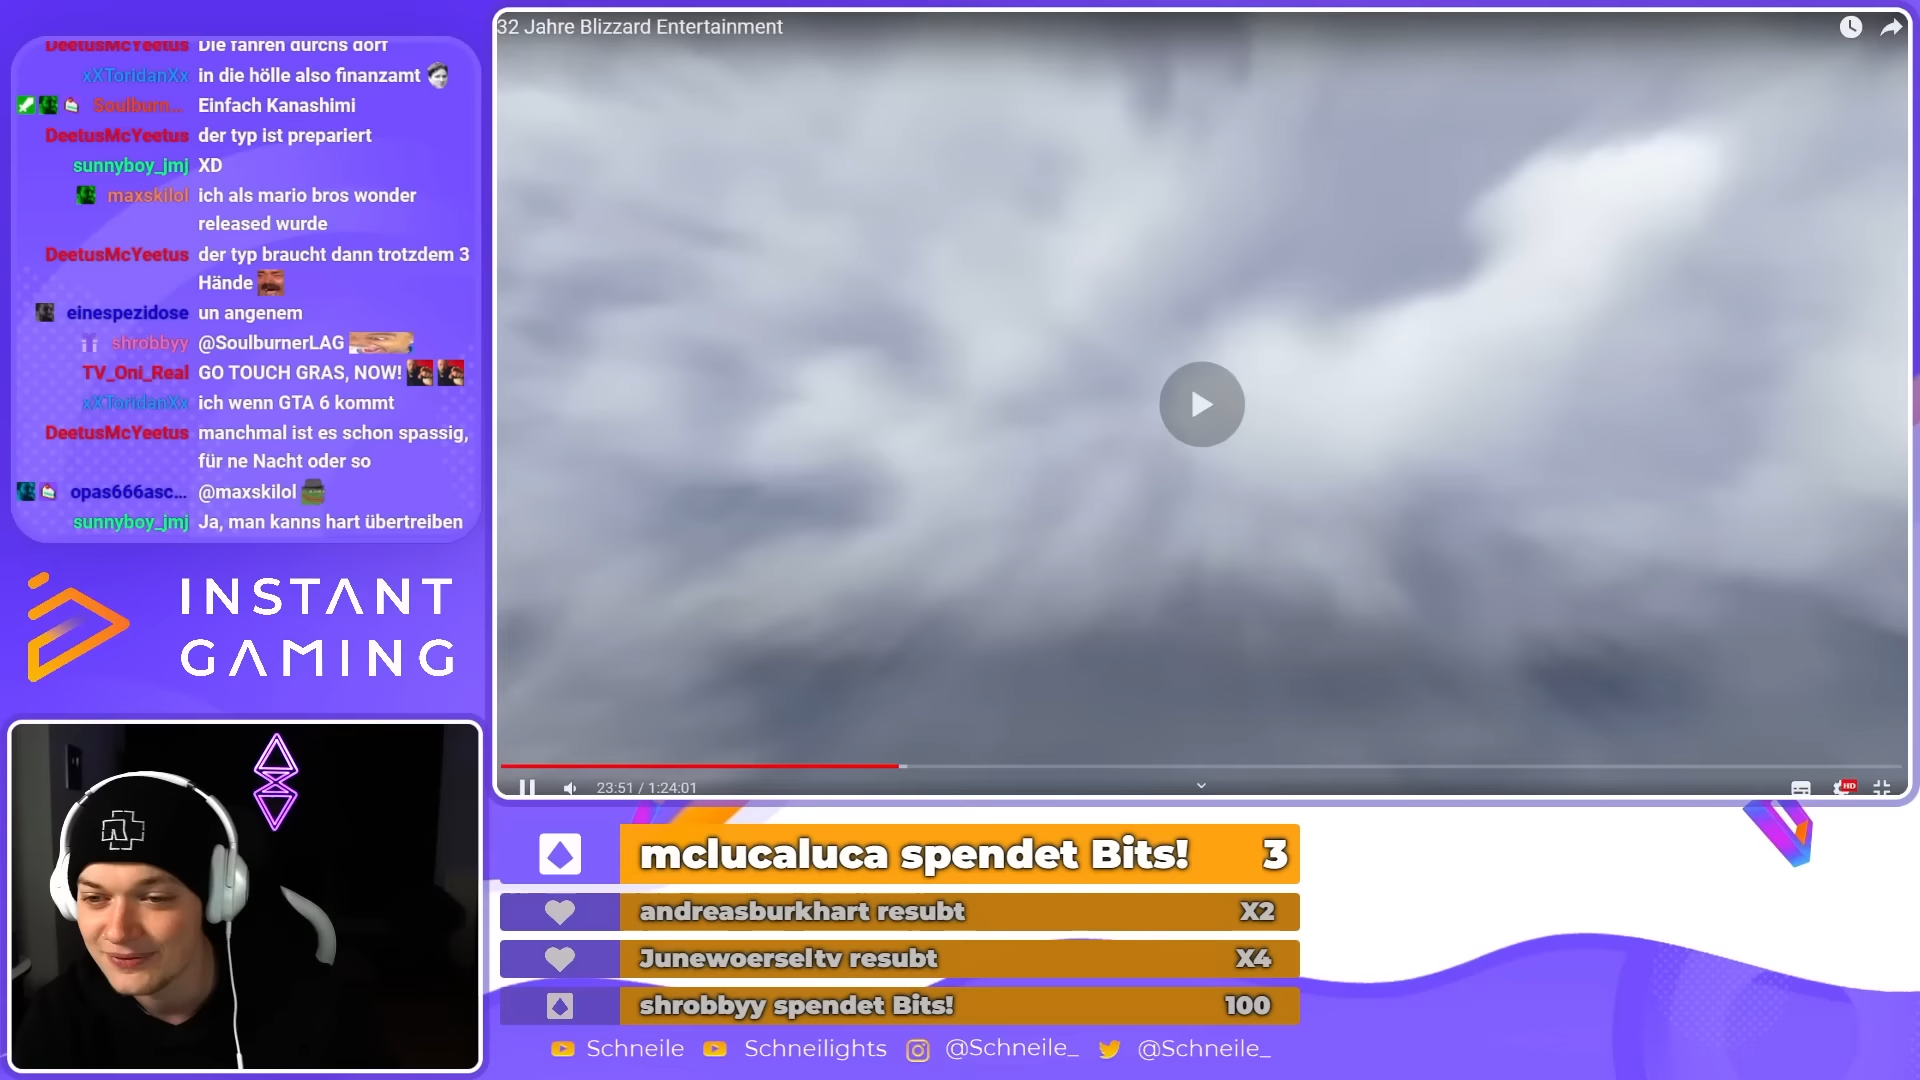 DeetusMcYeetus Die fahren durchs dorf
xXToridanXx in die hölle also finanzamt
Soulburn... Einfach Kanashimi
DeetusMcYeetus der typ ist prepariert
sunnyboy_jmj XD
maxskilol ich als mario bros wonder
released wurde
DeetusMcYeetus der typ braucht dann trotzdem 3
Hände
einespezidose un angenem
shrobbyy @SoulburnerLAG
TV_Oni_Real GO TOUCH GRAS, NOW!
xXToridanXx ich wenn GTA 6 kommt
DeetusMcYeetus manchmal ist es schon spassig,
für ne Nacht oder so
opas666asc... @maxskilol
sunnyboy_jmj Ja, man kanns hart übertreiben
INSTANT
GAMING
32 Jahre Blizzard Entertainment
23:51 / 1:24:01
HD
mclucaluca spendet Bits! 3
andreasburkhart resubt X2
Junewoerseltv resubt X4
shrobbyy spendet Bits! 100
Schneile Schneilights @Schneile_ @Schneile_